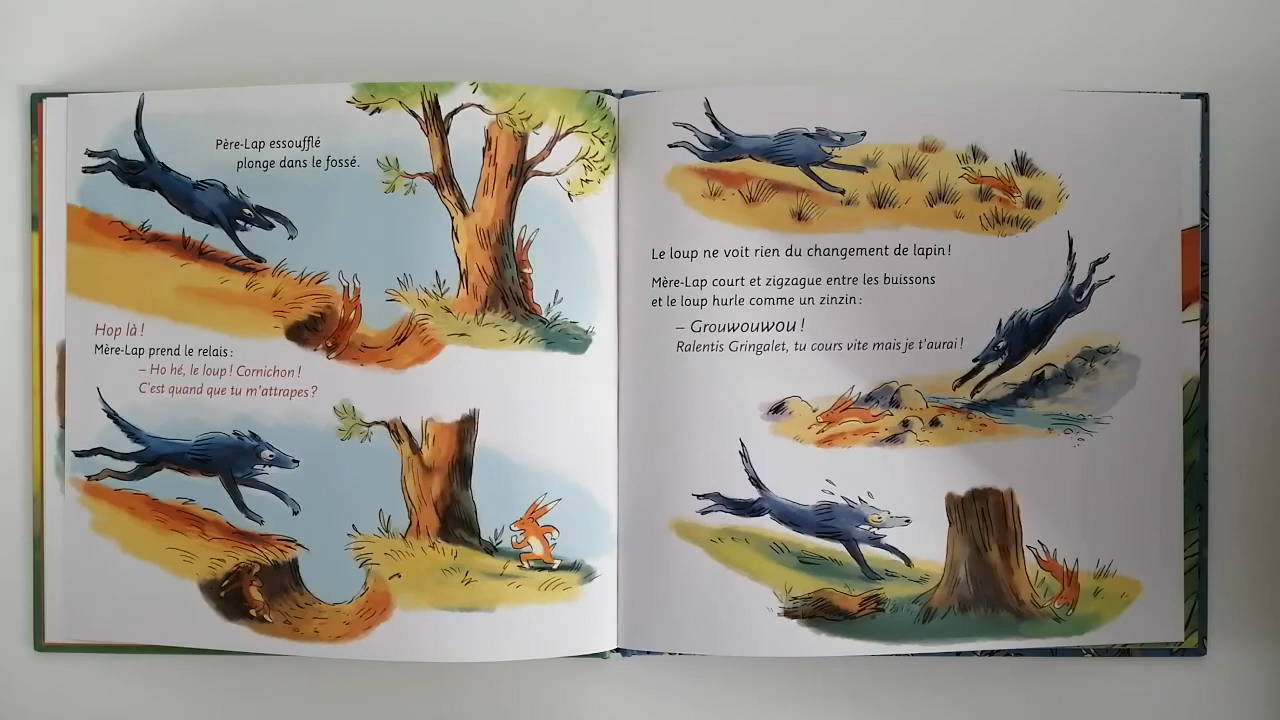 Père-Lap essoufflé
plonge dans le fossé.
Hop là !
Mère-Lap prend le relais :
– Ho hé, le loup ! Cornichon !
C'est quand que tu m'attrapes ?
Le loup ne voit rien du changement de lapin !
Mère-Lap court et zigzague entre les buissons
et le loup hurle comme un zinzin :
– Grouwouwou !
Ralentis Gringalet, tu cours vite mais je t'aurai !